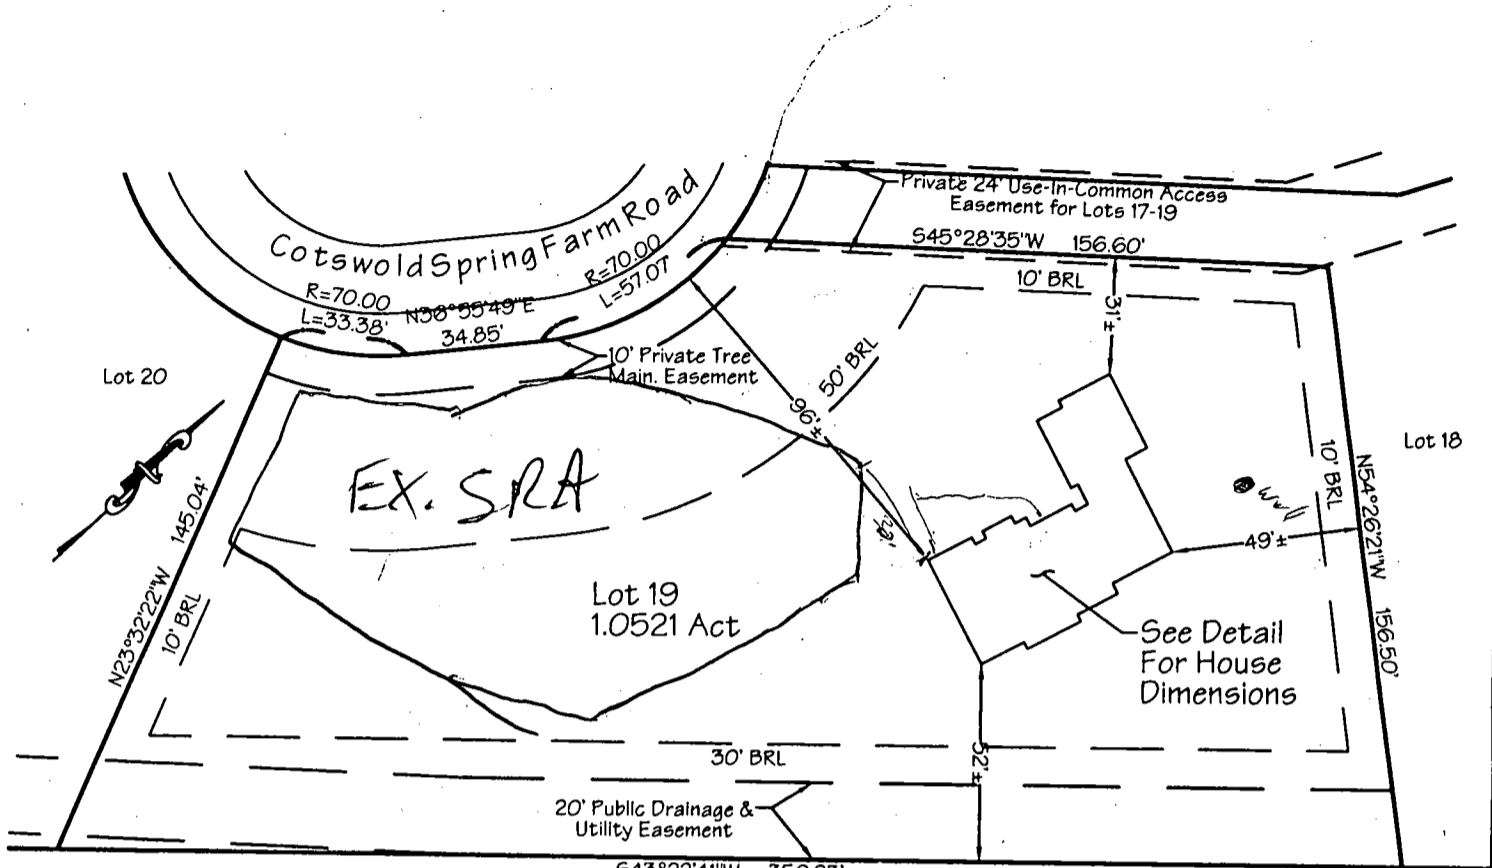 Private 24' Use-In-Common Access
Easement for Lots 17-19
S45°28'35"W 156.60'
10' BRL
Cotswold Spring Farm Road
R=70.00
L=57.07
R=70.00
L=33.38'
N38°55'49"E
34.85'
31'±
10' Private Tree
Main. Easement
50' BRL
96'±
Lot 20
Lot 18
EX. SRA
10' BRL
N54°26'21"W 156.50'
Well
49'±
145.04'
N23°32'22"W
10' BRL
Lot 19
1.0521 Act
See Detail
For House
Dimensions
30' BRL
52'±
20' Public Drainage &
Utility Easement